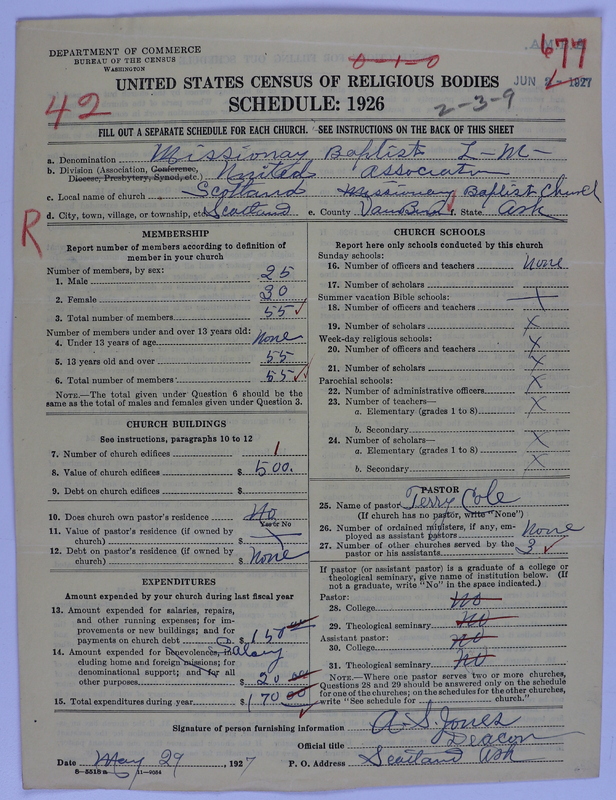 DEPARTMENT OF COMMERCE
BUREAU OF THE CENSUS
WASHINGTON
0-1-0
677
JUN 2 1927
UNITED STATES CENSUS OF RELIGIOUS BODIES
SCHEDULE: 1926
42
2-3-9
FILL OUT A SEPARATE SCHEDULE FOR EACH CHURCH. SEE INSTRUCTIONS ON THE BACK OF THIS SHEET
a. Denomination Missionay Baptist L-M-
b. Division (Association, Conference, Diocese, Presbytery, Synod, etc.) United Association
c. Local name of church Scotland Missionary Baptist Church
d. City, town, village, or township, etc. Scotland e. County VanBuren f. State Ark
R
MEMBERSHIP
Report number of members according to definition of
member in your church
Number of members, by sex:
1. Male 25
2. Female 30
3. Total number of members 55
Number of members under and over 13 years old:
4. Under 13 years of age None
5. 13 years old and over 55
6. Total number of members 55
NOTE.—The total given under Question 6 should be
same as the total of males and females given under Question 3.
CHURCH BUILDINGS
See instructions, paragraphs 10 to 12
7. Number of church edifices 1
8. Value of church edifices $ 500.
9. Debt on church edifices $
10. Does church own pastor's residence No
Yes or No
11. Value of pastor's residence (if owned by
church) $
12. Debt on pastor's residence (if owned by
church) $ None
EXPENDITURES
Amount expended by your church during last fiscal year
13. Amount expended for salaries, repairs,
and other running expenses; for im-
provements or new buildings; and for
payments on church debt $ 150 00
14. Amount expended for benevolences, in- Salary
cluding home and foreign missions; for
denominational support; and for all
other purposes $ 20 00
15. Total expenditures during year $ 170 00
CHURCH SCHOOLS
Report here only schools conducted by this church
Sunday schools:
16. Number of officers and teachers None
17. Number of scholars
Summer vacation Bible schools:
18. Number of officers and teachers X
19. Number of scholars X
Week-day religious schools:
20. Number of officers and teachers X
21. Number of scholars X
Parochial schools:
22. Number of administrative officers X
23. Number of teachers—
a. Elementary (grades 1 to 8) X
b. Secondary
24. Number of scholars—
a. Elementary (grades 1 to 8) X
b. Secondary X
PASTOR
25. Name of pastor Terry Cole
(If church has no pastor, write "None")
26. Number of ordained ministers, if any, em-
ployed as assistant pastors None
27. Number of other churches served by the
pastor or his assistants 3
If pastor (or assistant pastor) is a graduate of a college or
theological seminary, give name of institution below. (If
not a graduate, write "No" in the space indicated.)
Pastor:
28. College No
29. Theological seminary No
Assistant pastor:
30. College No
31. Theological seminary No
NOTE.—Where one pastor serves two or more churches,
Questions 28 and 29 should be answered only on the schedule
for one of the churches; on the schedules for the other churches,
write "See schedule for ........ church."
Signature of person furnishing information A. S. Jones
Official title Deacon
Date May 29, 1927 P. O. Address Scotland Ark
8-5518 a 11-9084